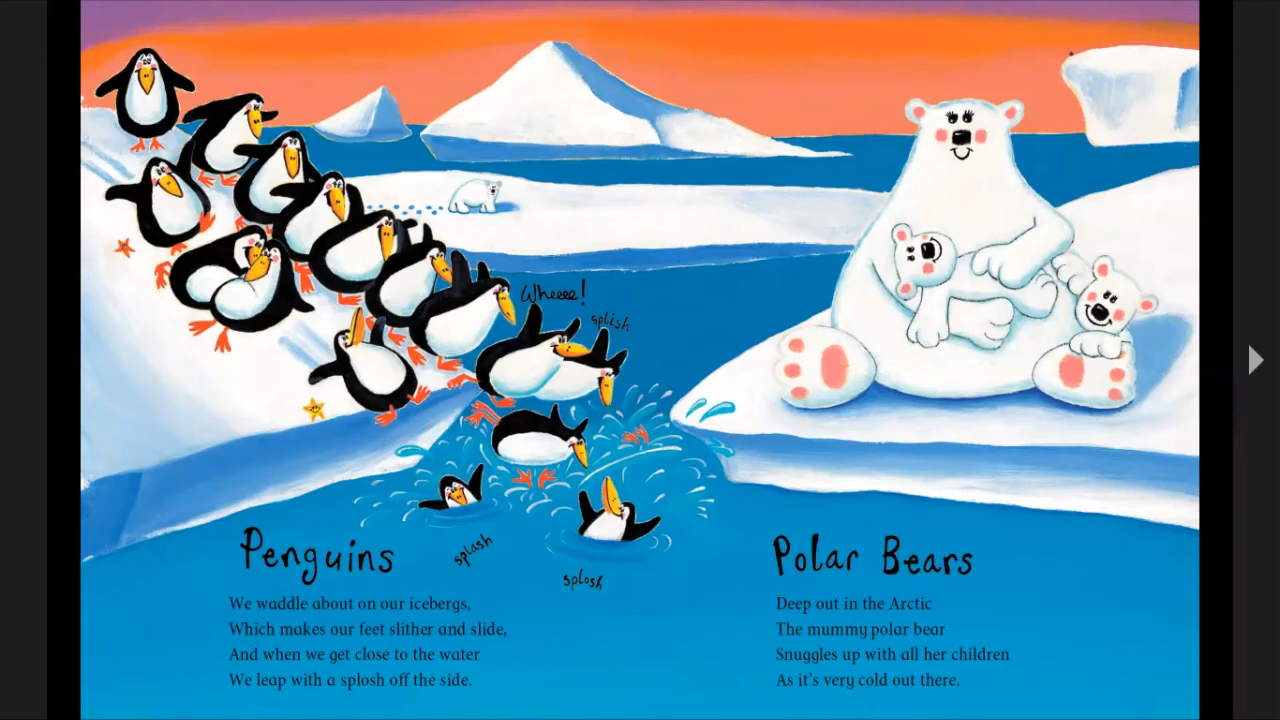 Wheeee!
splish
Penguins
splash
splosh
We waddle about on our icebergs,
Which makes our feet slither and slide,
And when we get close to the water
We leap with a splosh off the side.
Polar Bears
Deep out in the Arctic
The mummy polar bear
Snuggles up with all her children
As it's very cold out there.